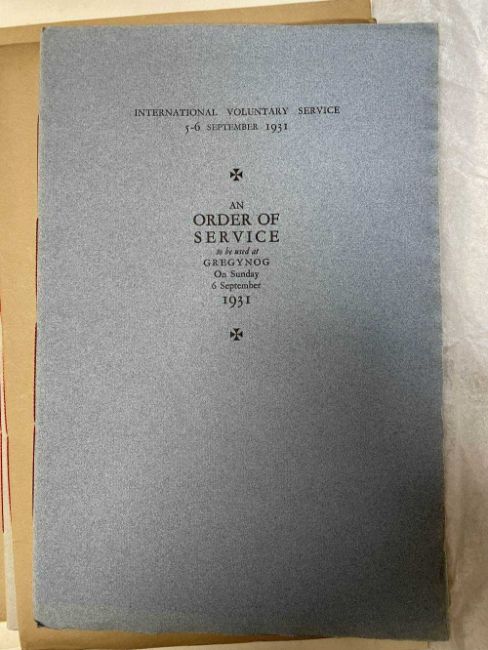 INTERNATIONAL VOLUNTARY SERVICE
5-6 SEPTEMBER 1931
AN
ORDER OF
SERVICE
to be used at
GREGYNOG
On Sunday
6 September
1931